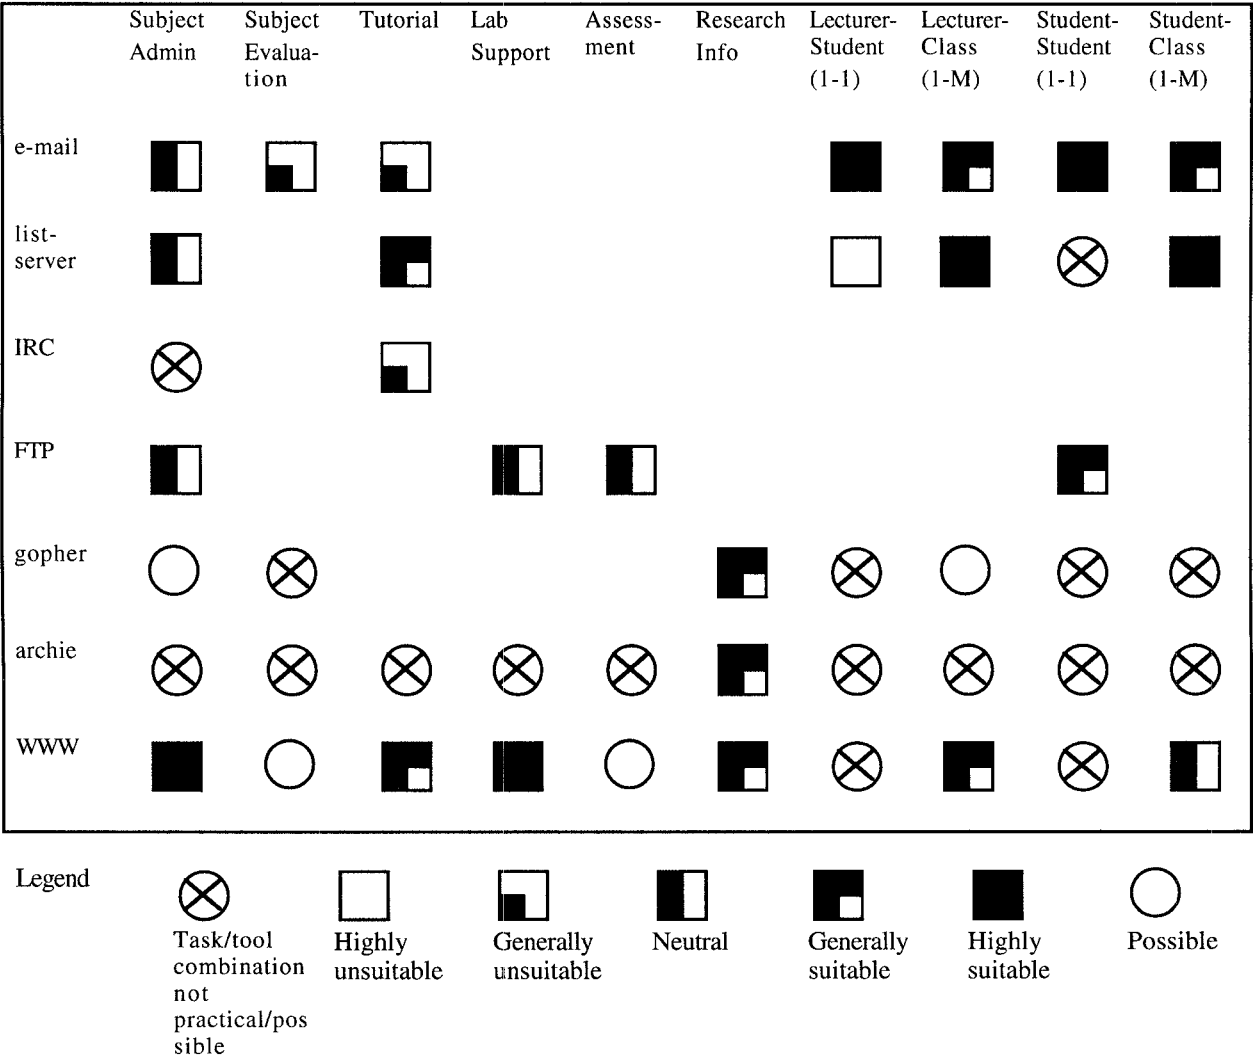 Subject Subject Tutorial Lab Assess- Research Lecturer- Lecturer- Student- Student-
Admin Evalua- Support ment Info Student Class Student Class
tion (1-1) (1-M) (1-1) (1-M)
e-mail
list-
server
IRC
FTP
gopher
archie
WWW
Legend
Task/tool Highly Generally Neutral Generally Highly Possible
combination unsuitable unsuitable suitable suitable
not
practical/pos
sible